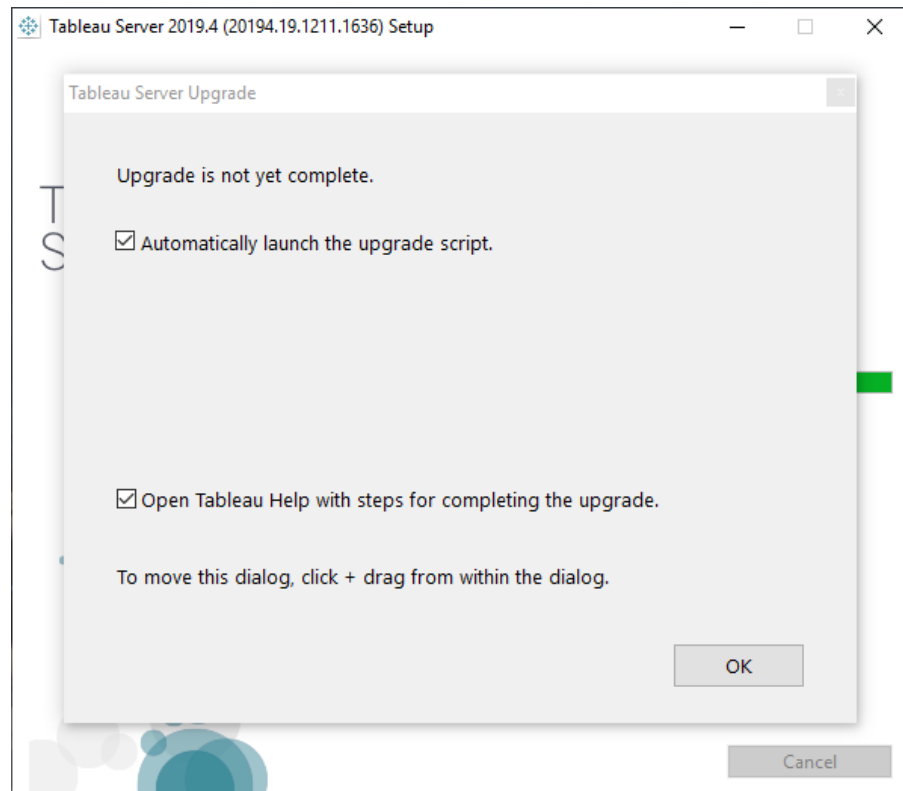 Tableau Server 2019.4 (20194.19.1211.1636) Setup
Tableau Server Upgrade
x
Upgrade is not yet complete.
T
Automatically launch the upgrade script.
S
Open Tableau Help with steps for completing the upgrade.
To move this dialog, click + drag from within the dialog.
OK
Cancel